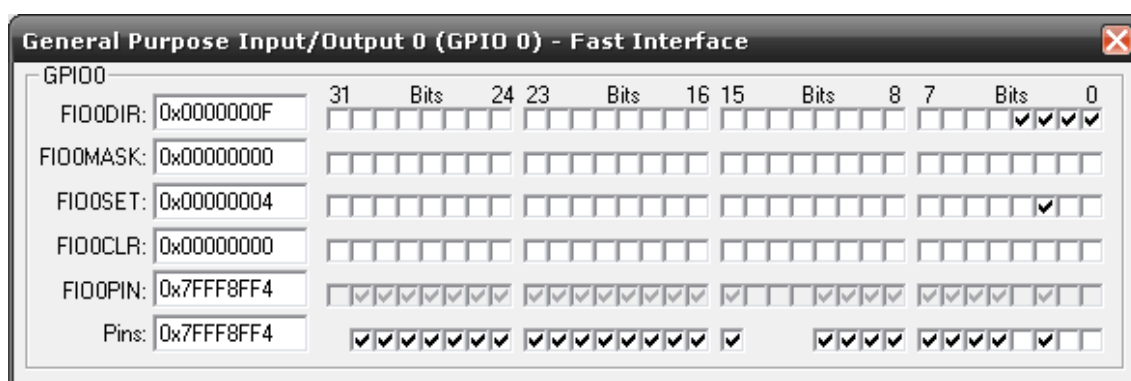 General Purpose Input/Output 0 (GPIO 0) - Fast Interface
GPIO0
31 Bits 24 23 Bits 16 15 Bits 8 7 Bits 0
FIO0DIR: 0x0000000F
FIO0MASK: 0x00000000
FIO0SET: 0x00000004
FIO0CLR: 0x00000000
FIO0PIN: 0x7FFF8FF4
Pins: 0x7FFF8FF4